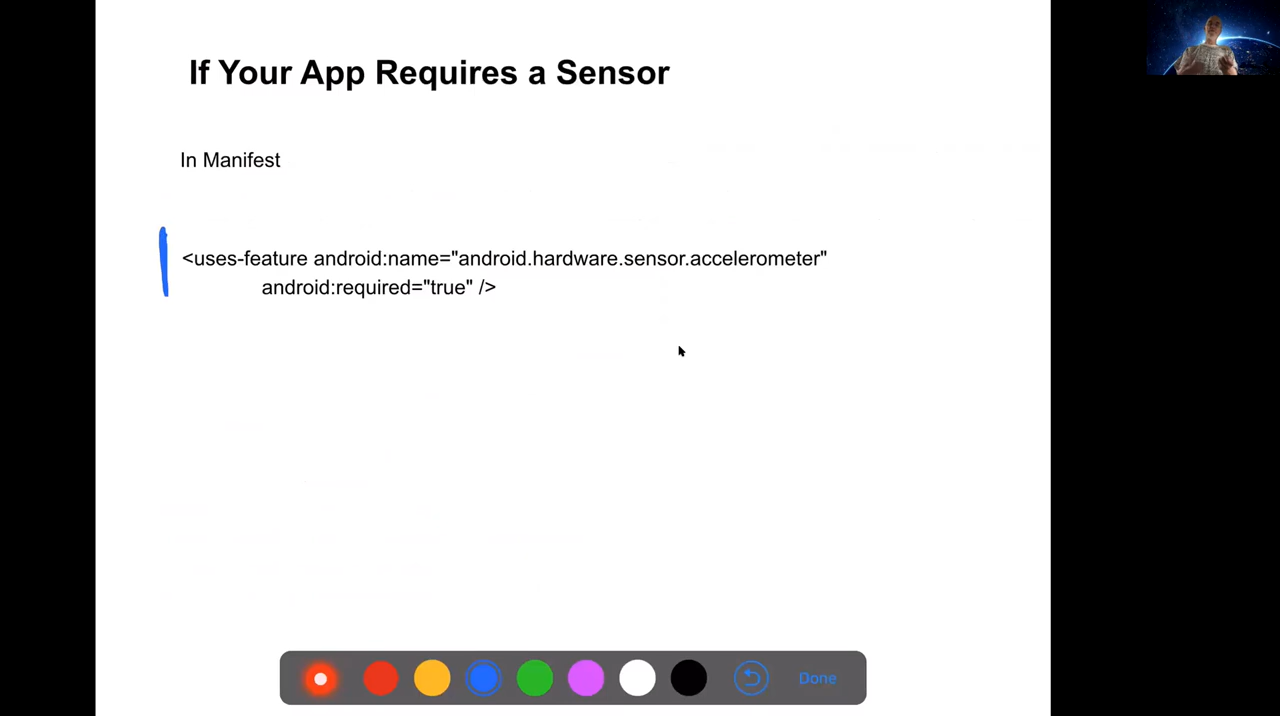 If Your App Requires a Sensor
In Manifest
<uses-feature android:name="android.hardware.sensor.accelerometer"
android:required="true" />
Done